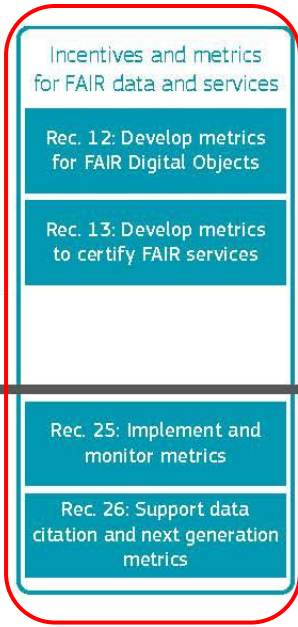 Incentives and metrics
for FAIR data and services
Rec. 12: Develop metrics
for FAIR Digital Objects
Rec. 13: Develop metrics
to certify FAIR services
Rec. 25: Implement and
monitor metrics
Rec. 26: Support data
citation and next generation
metrics